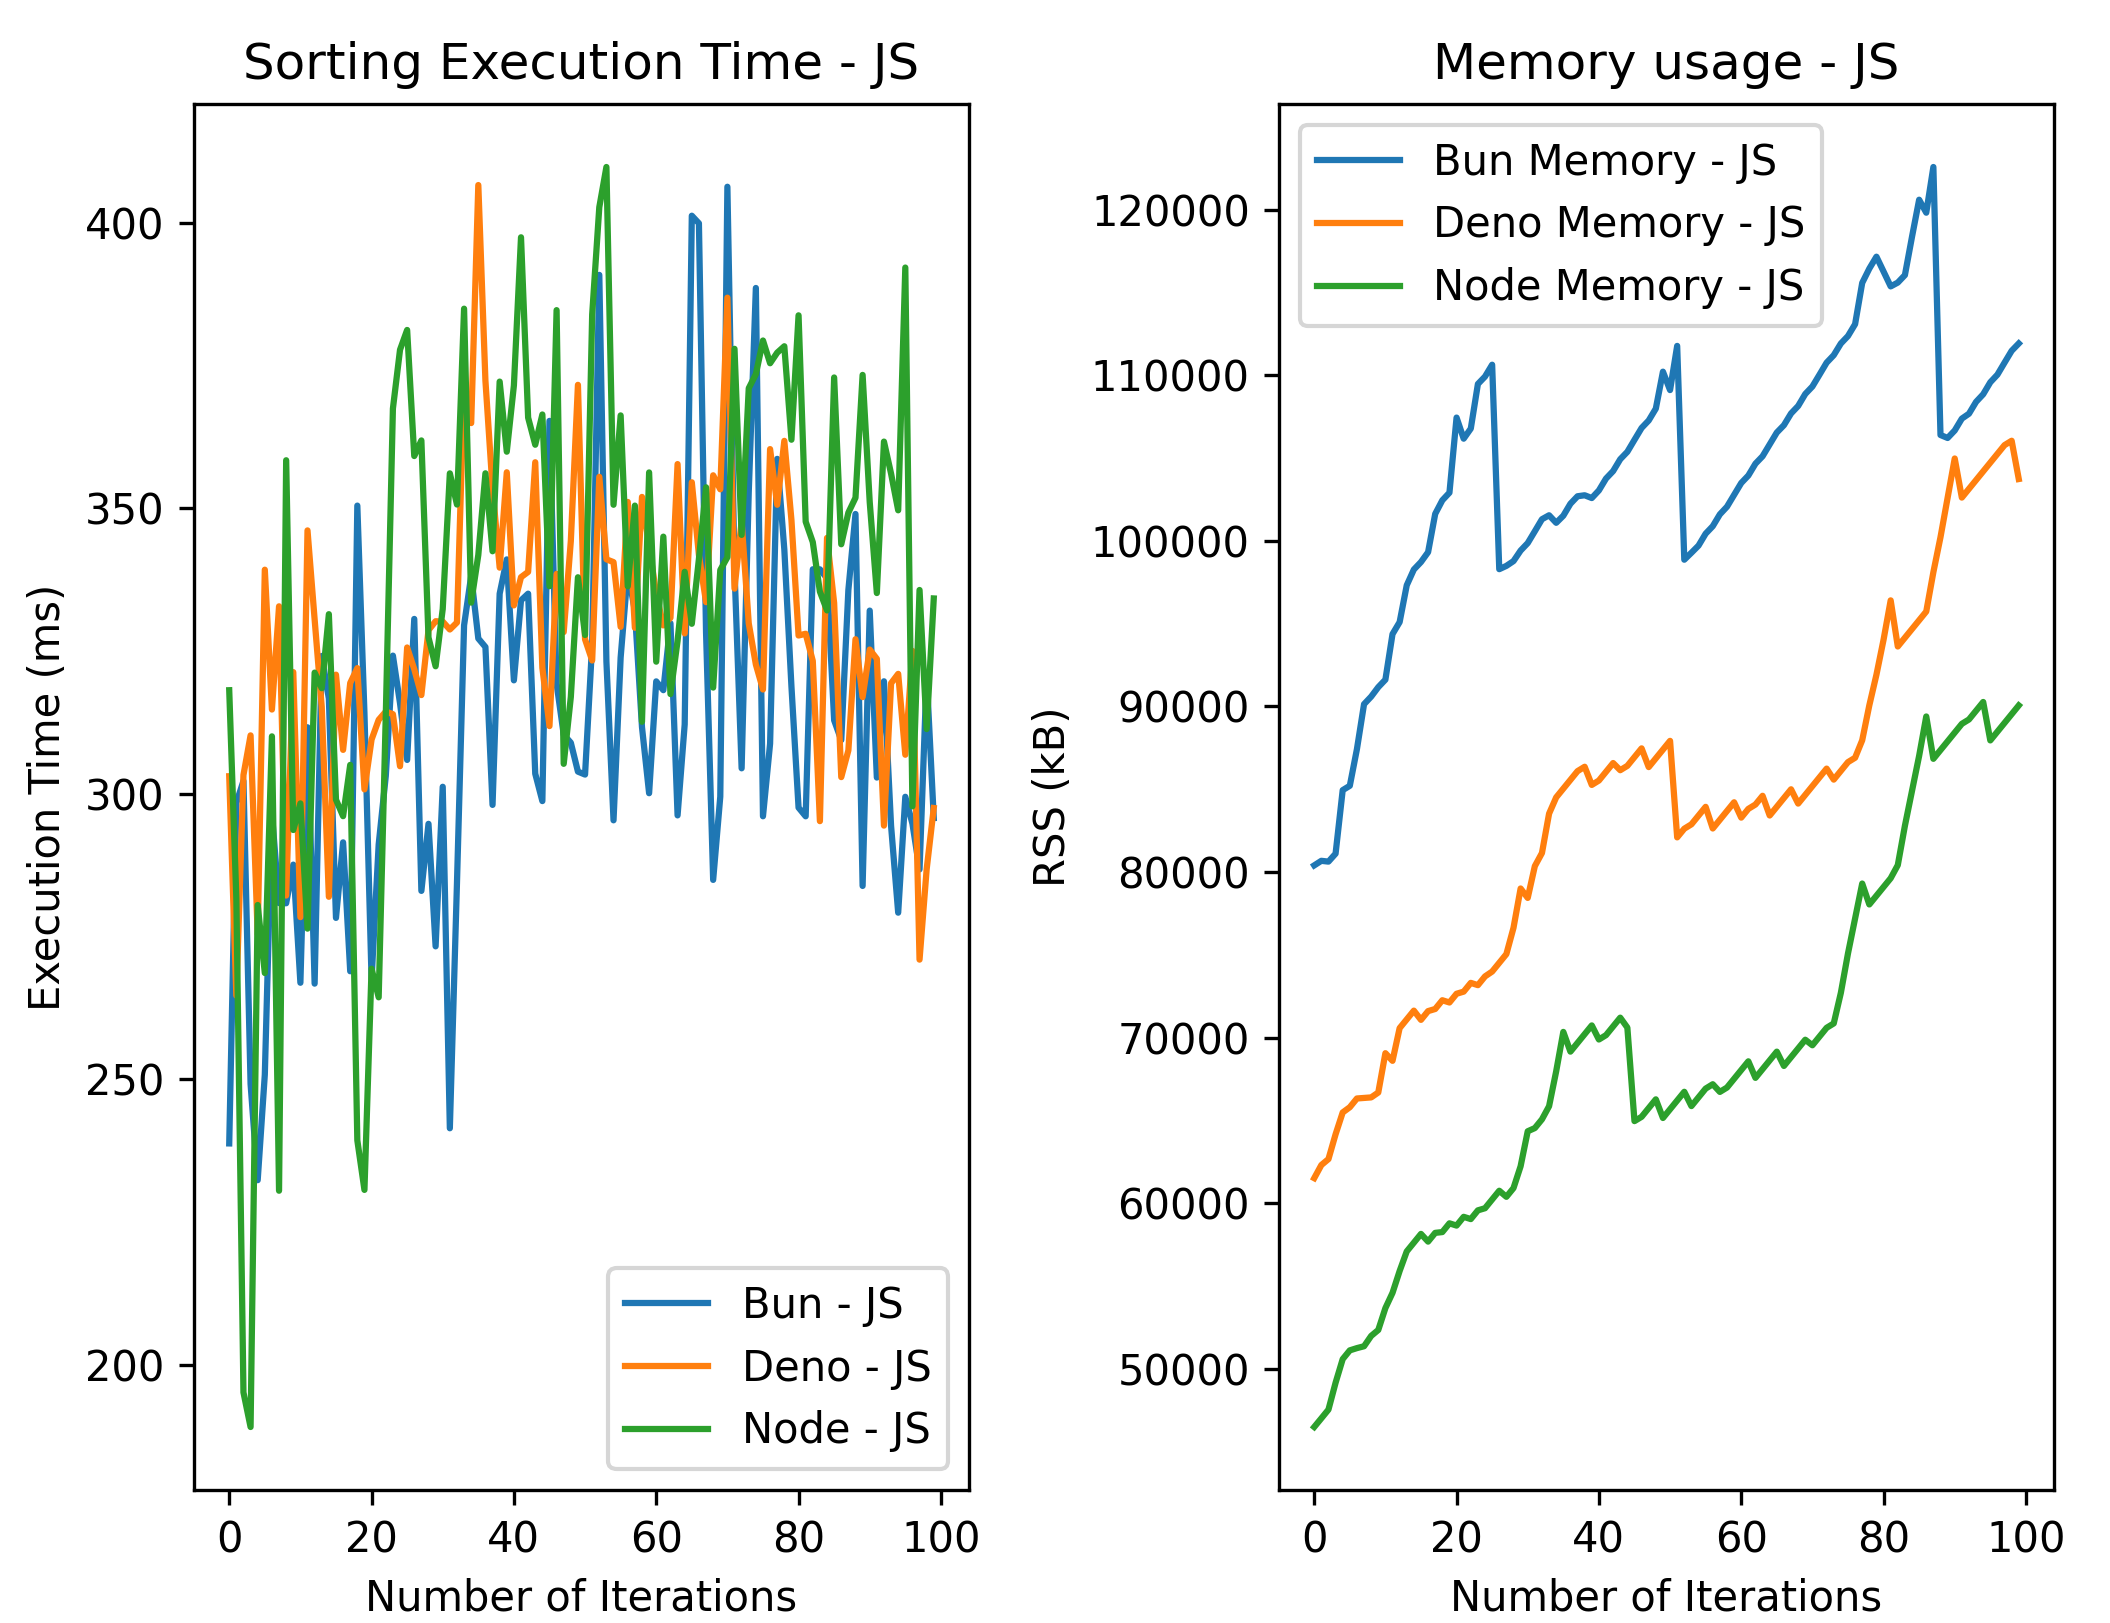 Sorting Execution Time - JS
Execution Time (ms)
400
350
300
250
200
Bun - JS
Deno - JS
Node - JS
0 20 40 60 80 100
Number of Iterations
Memory usage - JS
RSS (kB)
Bun Memory - JS
Deno Memory - JS
Node Memory - JS
120000
110000
100000
90000
80000
70000
60000
50000
0 20 40 60 80 100
Number of Iterations